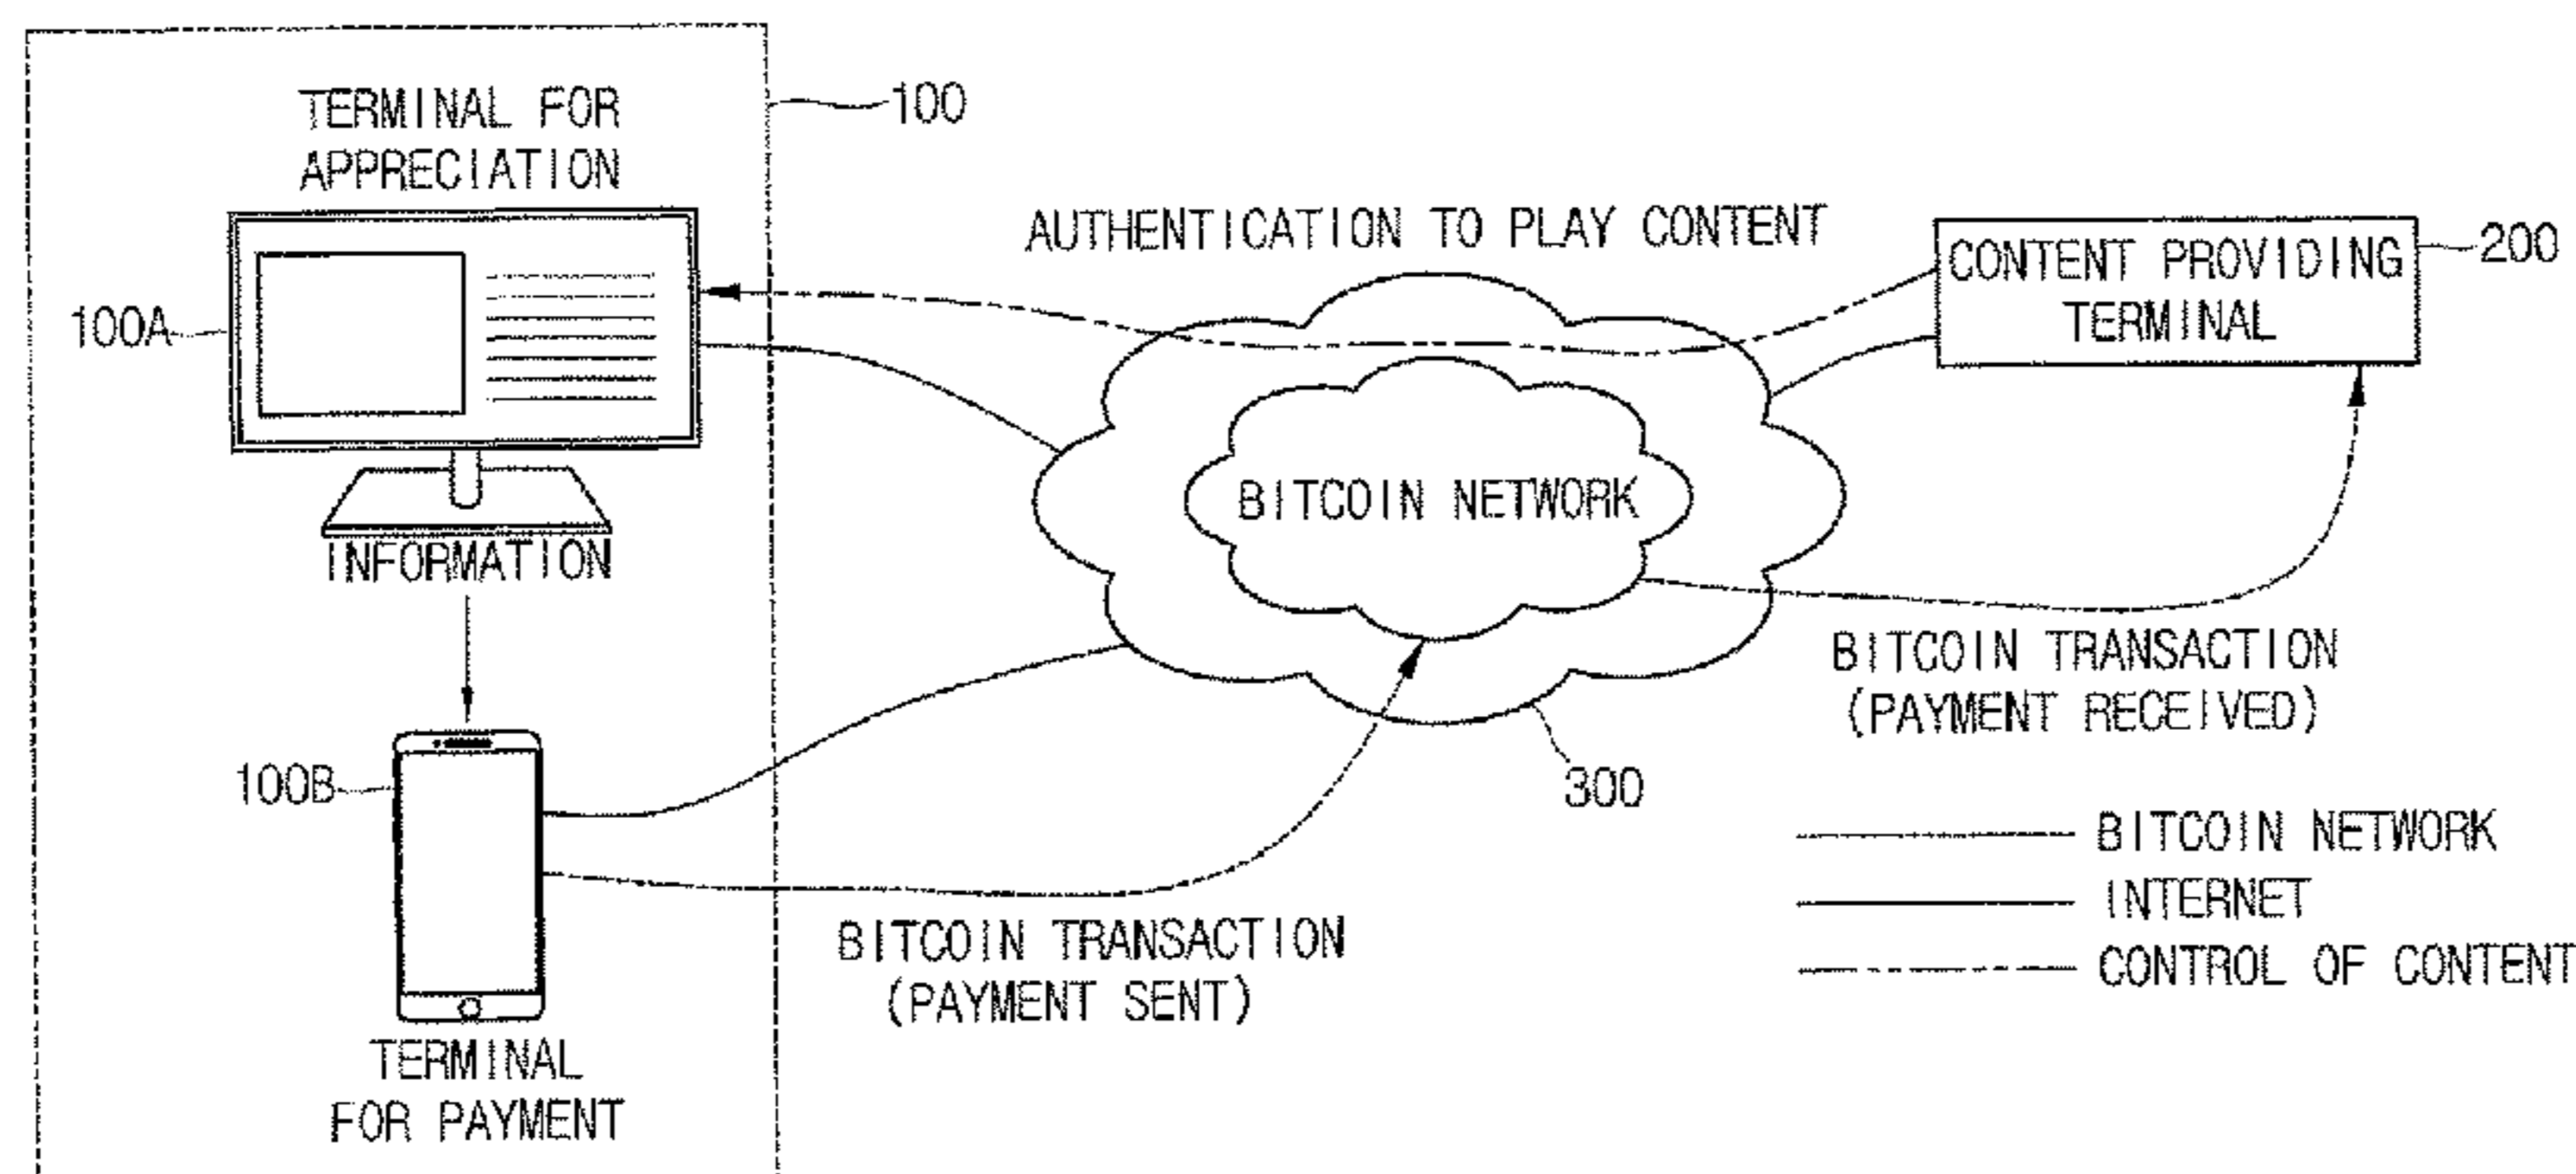 TERMINAL FOR
APPRECIATION
100
100A
INFORMATION
100B
TERMINAL
FOR PAYMENT
AUTHENTICATION TO PLAY CONTENT
CONTENT PROVIDING
TERMINAL
200
BITCOIN NETWORK
BITCOIN TRANSACTION
(PAYMENT RECEIVED)
300
BITCOIN TRANSACTION
(PAYMENT SENT)
BITCOIN NETWORK
INTERNET
CONTROL OF CONTENT